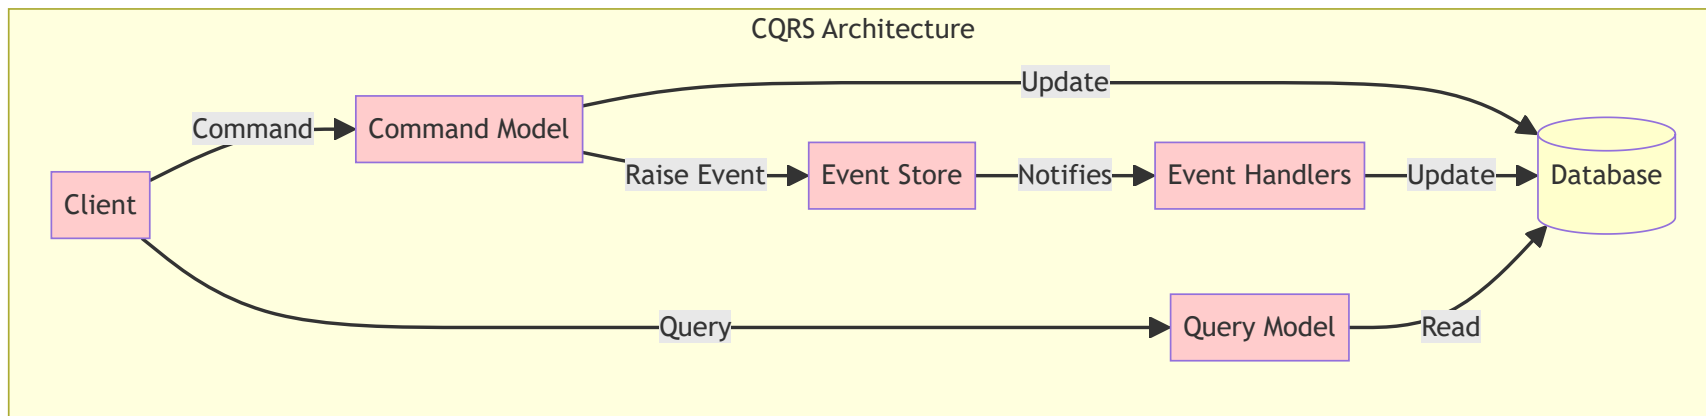 CQRS Architecture
Update
Command
Command Model
Raise Event
Event Store
Notifies
Event Handlers
Update
Database
Client
Query
Query Model
Read